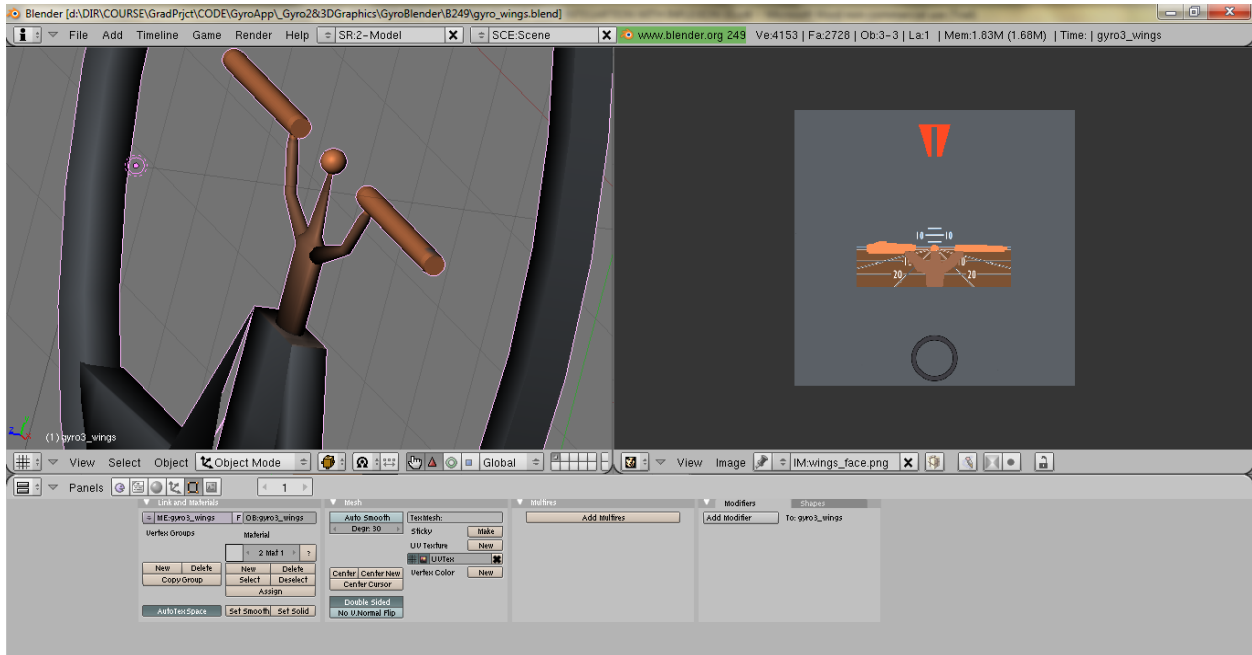 Blender [d:\DIR\COURSE\GradPrjct\CODE\GyroApp\_Gyro2&3DGraphics\GyroBlender\B249\gyro_wings.blend]
File Add Timeline Game Render Help SR:2-Model SCE:Scene www.blender.org 249 Ve:4153 | Fa:2728 | Ob:3-3 | La:1 | Mem:1.83M (1.68M) | Time: | gyro3_wings
10 10
20 20
(1) gyro3_wings
View Select Object Object Mode Global View Image IM:wings_face.png
Panels 1
Link and Materials Mesh Multires Modifiers Shapes
ME:gyro3_wings F OB:gyro3_wings Auto Smooth TexMesh: Add Multires Add Modifier To: gyro3_wings
Degr: 30 Sticky Make
Vertex Groups Material
UV Texture New
2 Mat 1 ?
UVTex
New Delete New Delete Center Center New Vertex Color New
Copy Group Select Deselect Center Cursor
Assign
Double Sided
AutoTexSpace Set Smooth Set Solid No V.Normal Flip